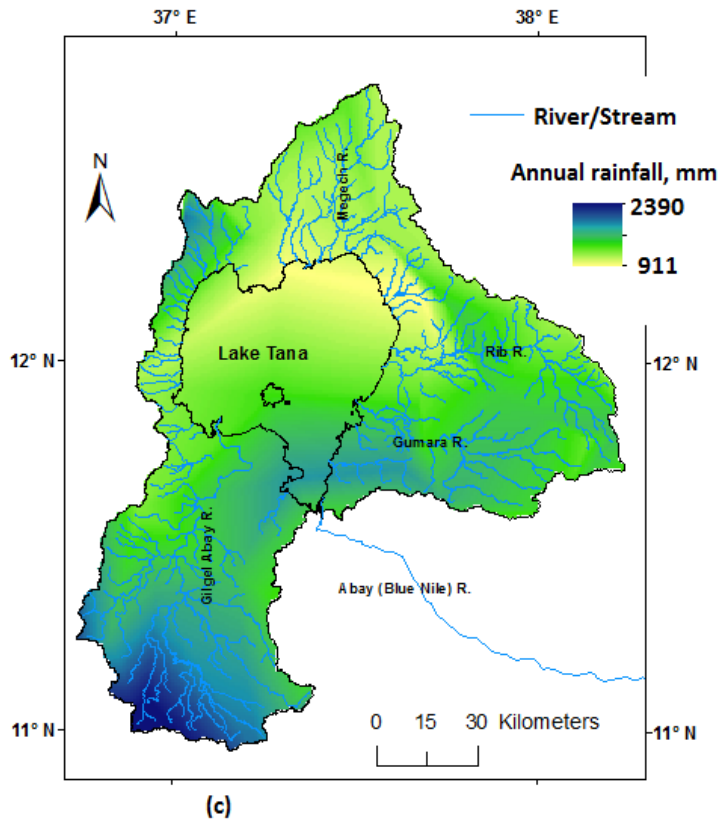 37° E 38° E
River/Stream
N
Annual rainfall, mm
2390
911
Megech R.
12° N
Lake Tana
Rib R.
12° N
Gumara R.
Gilgel Abay R.
Abay (Blue Nile) R.
11° N
0 15 30 Kilometers
11° N
(c)